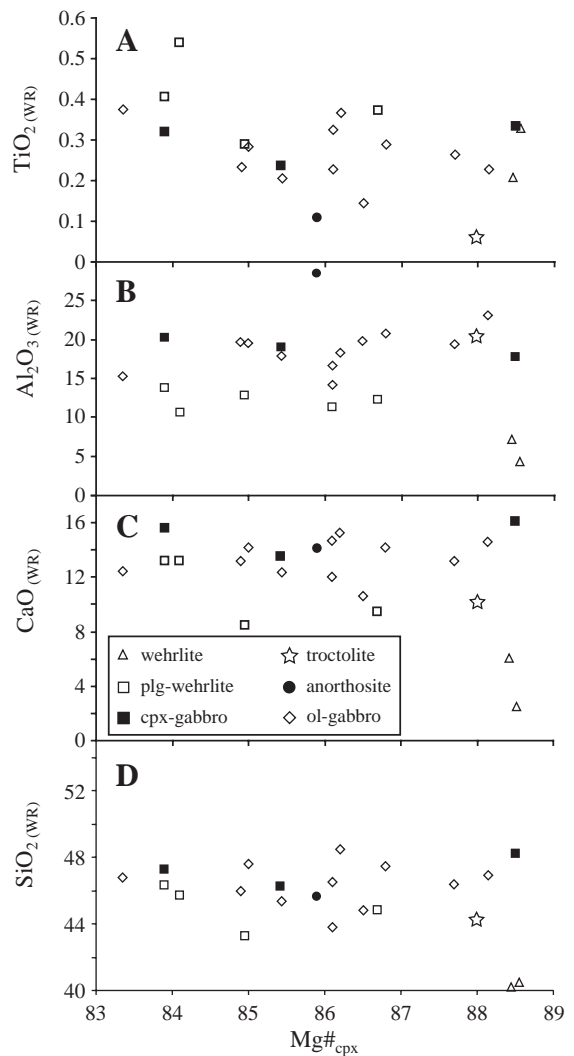 0.6
A
0.5
0.4
0.3
0.2
0.1
0
TiO2 (WR)
B
25
20
15
10
5
0
Al2O3 (WR)
16
C
12
8
4
0
CaO (WR)
wehrlite
troctolite
plg-wehrlite
anorthosite
cpx-gabbro
ol-gabbro
D
52
48
44
40
SiO2 (WR)
83 84 85 86 87 88 89
Mg#cpx